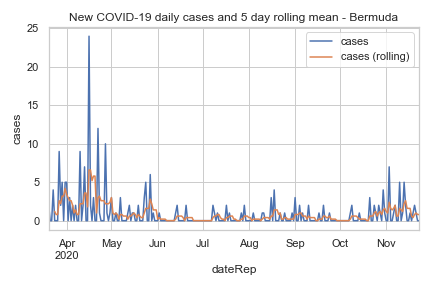 New COVID-19 daily cases and 5 day rolling mean - Bermuda
25
20
15
10
5
0
cases
cases
cases (rolling)
Apr
2020
May
Jun
Jul
Aug
Sep
Oct
Nov
dateRep